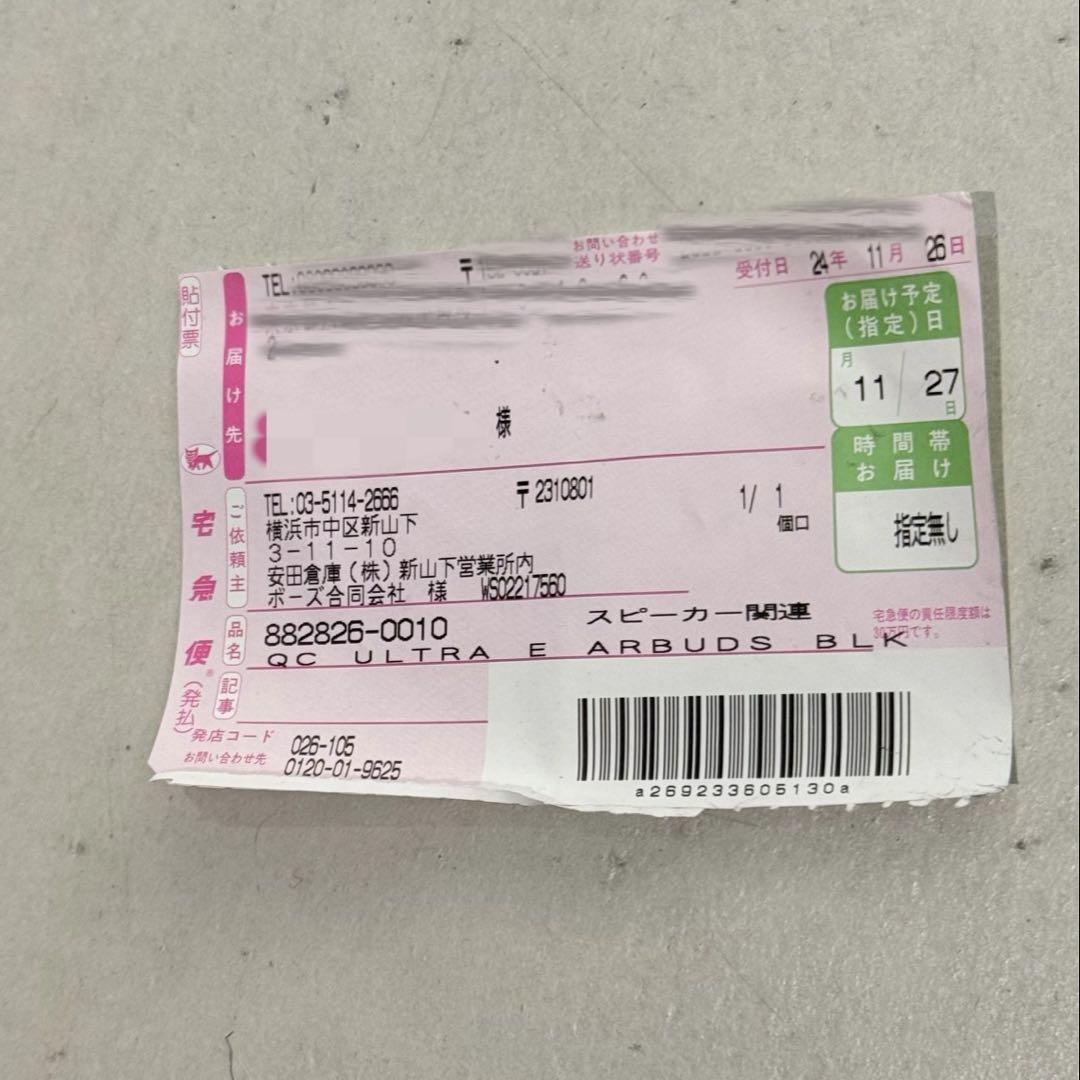 貼付票
お届け先
TEL:
〒
お問い合わせ
送り状番号
受付日 24年 11月 26日
お届け予定
(指定)日
月
11 / 27
日
様
時間帯
お届け
指定無し
宅急便
®
(発払)
ご依頼主
TEL:03-5114-2666 〒2310801 1/ 1
個口
横浜市中区新山下
3-11-10
安田倉庫(株)新山下営業所内
ボーズ合同会社 様 WS02217560
品名
スピーカー関連
882826-0010
QC ULTRA E ARBUDS BLK
宅急便の責任限度額は
30万円です。
記事
発店コード 026-105
お問い合わせ先 0120-01-9625
a269233605130a